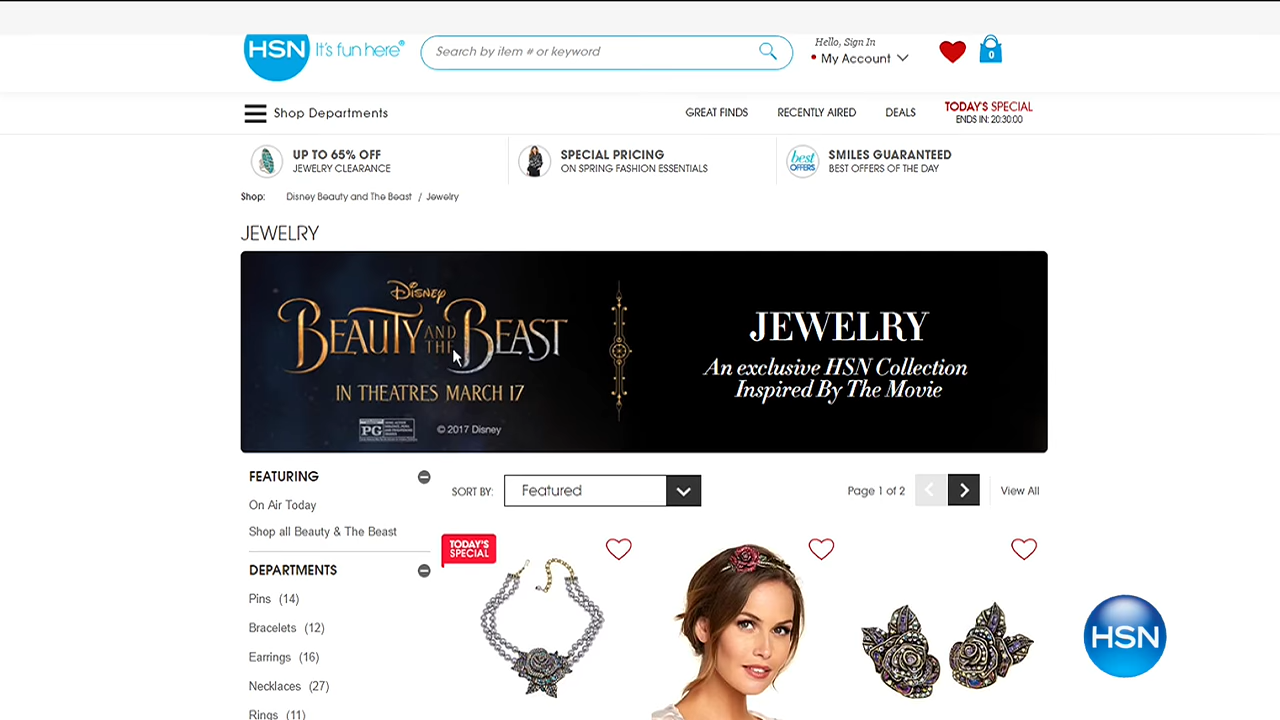 HSN It's fun here®
Search by item # or keyword
Hello, Sign In
My Account
0
Shop Departments
GREAT FINDS
RECENTLY AIRED
DEALS
TODAY'S SPECIAL
ENDS IN: 20:30:00
UP TO 65% OFF
JEWELRY CLEARANCE
SPECIAL PRICING
ON SPRING FASHION ESSENTIALS
best
OFFERS
SMILES GUARANTEED
BEST OFFERS OF THE DAY
Shop: Disney Beauty and The Beast / Jewelry
JEWELRY
Disney
BEAUTY AND THE BEAST
IN THEATRES MARCH 17
PG
© 2017 Disney
JEWELRY
An exclusive HSN Collection
Inspired By The Movie
FEATURING
On Air Today
Shop all Beauty & The Beast
DEPARTMENTS
Pins (14)
Bracelets (12)
Earrings (16)
Necklaces (27)
Rings (11)
SORT BY: Featured
Page 1 of 2
View All
TODAY'S
SPECIAL
HSN